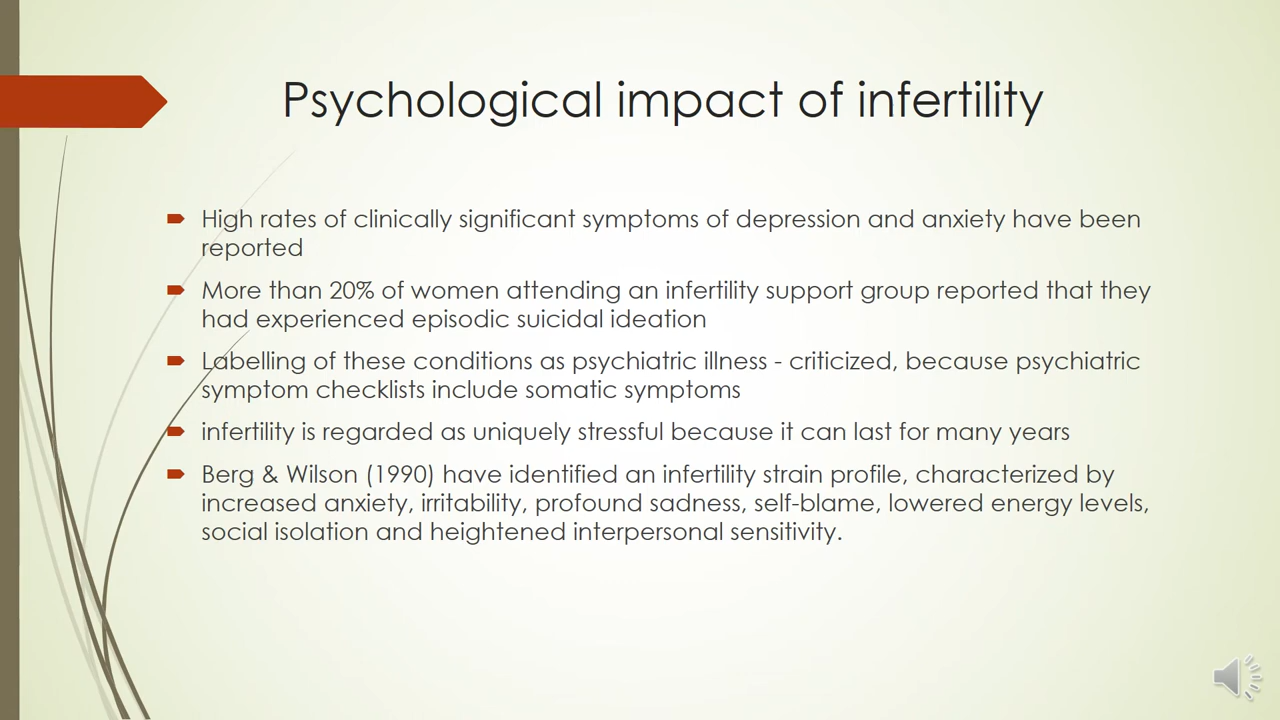 Psychological impact of infertility
High rates of clinically significant symptoms of depression and anxiety have been
reported
More than 20% of women attending an infertility support group reported that they
had experienced episodic suicidal ideation
Labelling of these conditions as psychiatric illness - criticized, because psychiatric
symptom checklists include somatic symptoms
infertility is regarded as uniquely stressful because it can last for many years
Berg & Wilson (1990) have identified an infertility strain profile, characterized by
increased anxiety, irritability, profound sadness, self-blame, lowered energy levels,
social isolation and heightened interpersonal sensitivity.